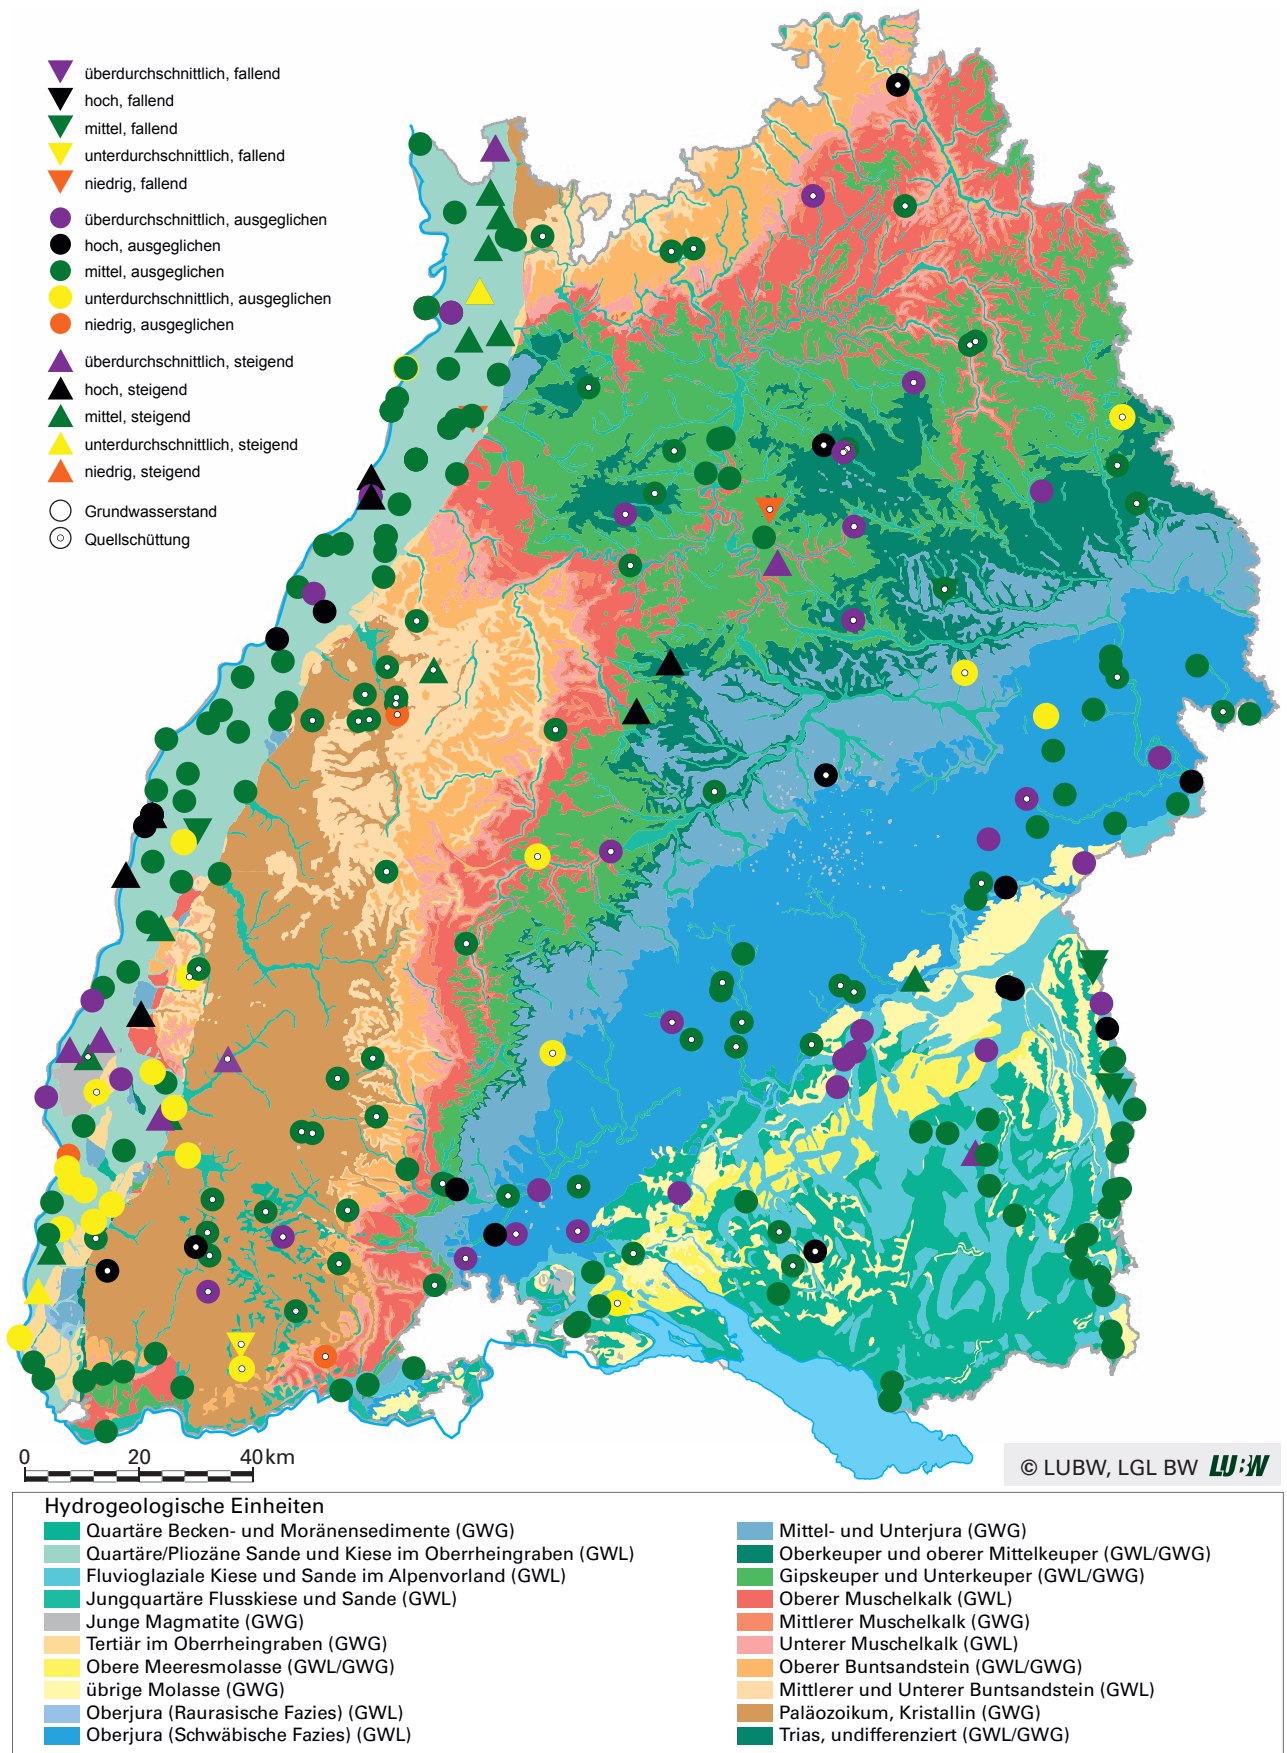 überdurchschnittlich, fallend
hoch, fallend
mittel, fallend
unterdurchschnittlich, fallend
niedrig, fallend
überdurchschnittlich, ausgeglichen
hoch, ausgeglichen
mittel, ausgeglichen
unterdurchschnittlich, ausgeglichen
niedrig, ausgeglichen
überdurchschnittlich, steigend
hoch, steigend
mittel, steigend
unterdurchschnittlich, steigend
niedrig, steigend
Grundwasserstand
Quellschüttung
0 20 40 km
© LUBW, LGL BW LUBW
Hydrogeologische Einheiten
Quartäre Becken- und Moränensedimente (GWG)
Quartäre/Pliozäne Sande und Kiese im Oberrheingraben (GWL)
Fluvioglaziale Kiese und Sande im Alpenvorland (GWL)
Jungquartäre Flusskiese und Sande (GWL)
Junge Magmatite (GWG)
Tertiär im Oberrheingraben (GWG)
Obere Meeresmolasse (GWL/GWG)
übrige Molasse (GWG)
Oberjura (Raurasische Fazies) (GWL)
Oberjura (Schwäbische Fazies) (GWL)
Mittel- und Unterjura (GWG)
Oberkeuper und oberer Mittelkeuper (GWL/GWG)
Gipskeuper und Unterkeuper (GWL/GWG)
Oberer Muschelkalk (GWL)
Mittlerer Muschelkalk (GWG)
Unterer Muschelkalk (GWL)
Oberer Buntsandstein (GWL/GWG)
Mittlerer und Unterer Buntsandstein (GWL)
Paläozoikum, Kristallin (GWG)
Trias, undifferenziert (GWL/GWG)